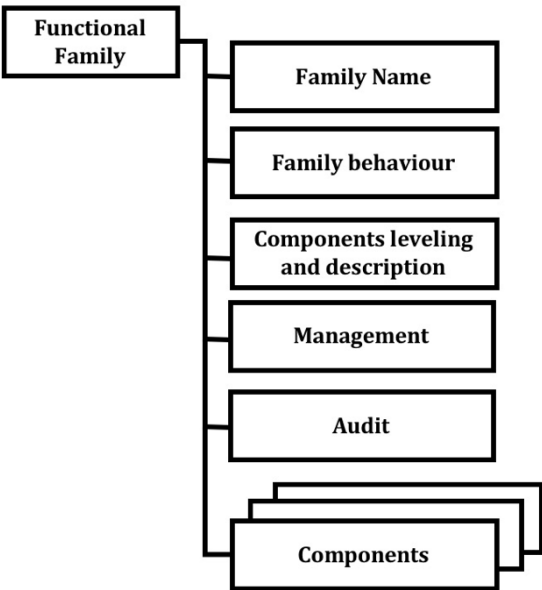 Functional
Family
Family Name
Family behaviour
Components leveling
and description
Management
Audit
Components